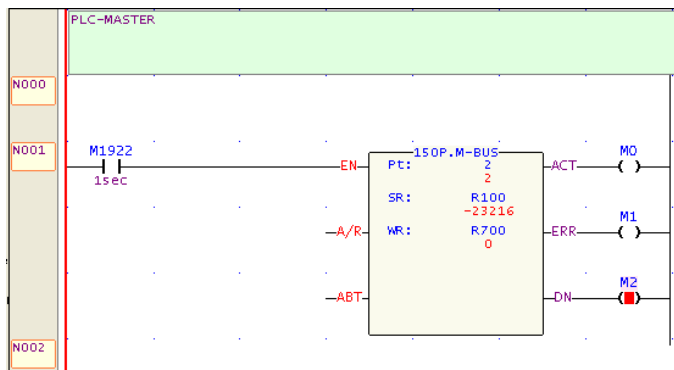 PLC-MASTER
N000
N001
M1922
1sec
150P.M-BUS
EN Pt: 2 ACT M0
2
SR: R100
-23216
A/R WR: R700 ERR M1
0
ABT DN M2
N002